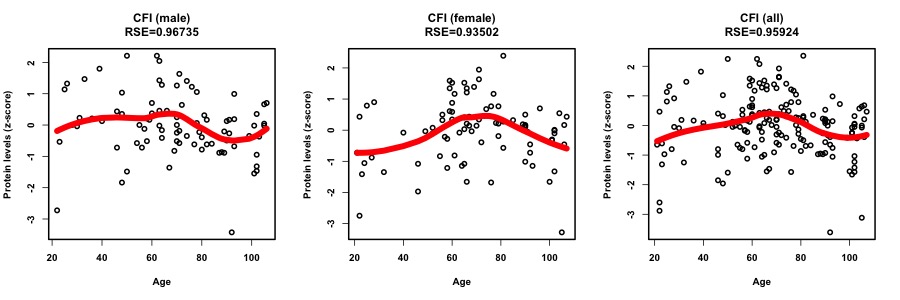 CFI (male)
RSE=0.96735
Protein levels (z-score)
2
1
0
-1
-2
-3
20 40 60 80 100
Age
CFI (female)
RSE=0.93502
Protein levels (z-score)
2
1
0
-1
-2
-3
20 40 60 80 100
Age
CFI (all)
RSE=0.95924
Protein levels (z-score)
2
1
0
-1
-2
-3
20 40 60 80 100
Age